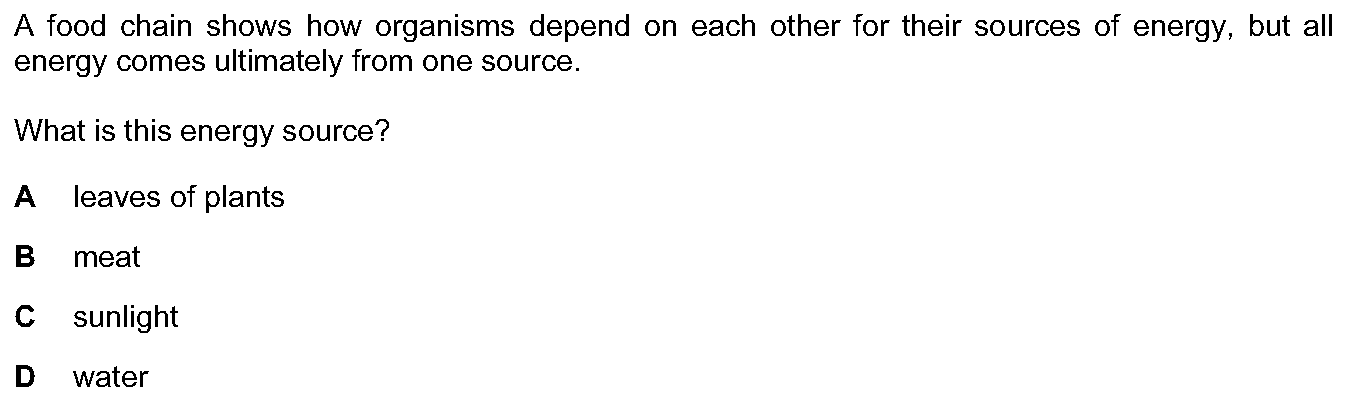 A food chain shows how organisms depend on each other for their sources of energy, but all
energy comes ultimately from one source.
What is this energy source?
A leaves of plants
B meat
C sunlight
D water